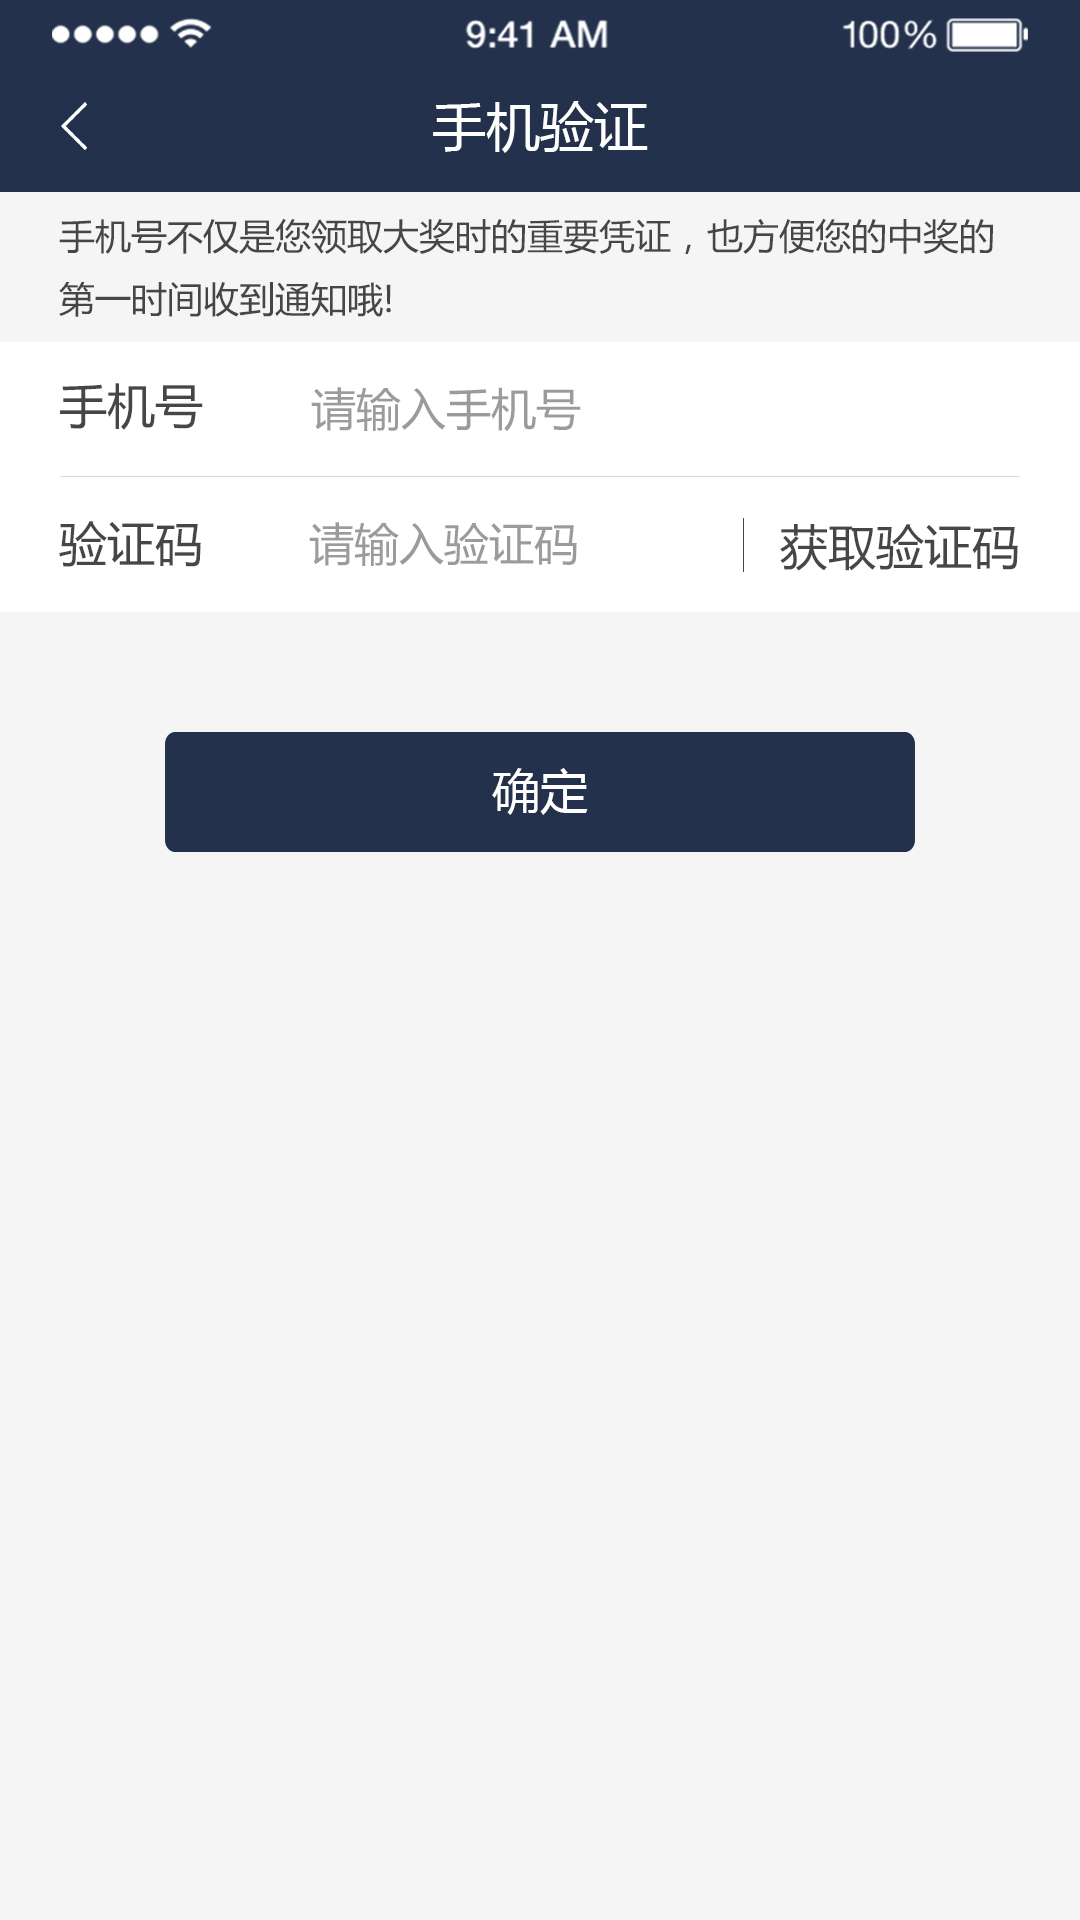 9:41 AM 100%
手机验证
手机号不仅是您领取大奖时的重要凭证，也方便您的中奖的
第一时间收到通知哦!
手机号 请输入手机号
验证码 请输入验证码 获取验证码
确定